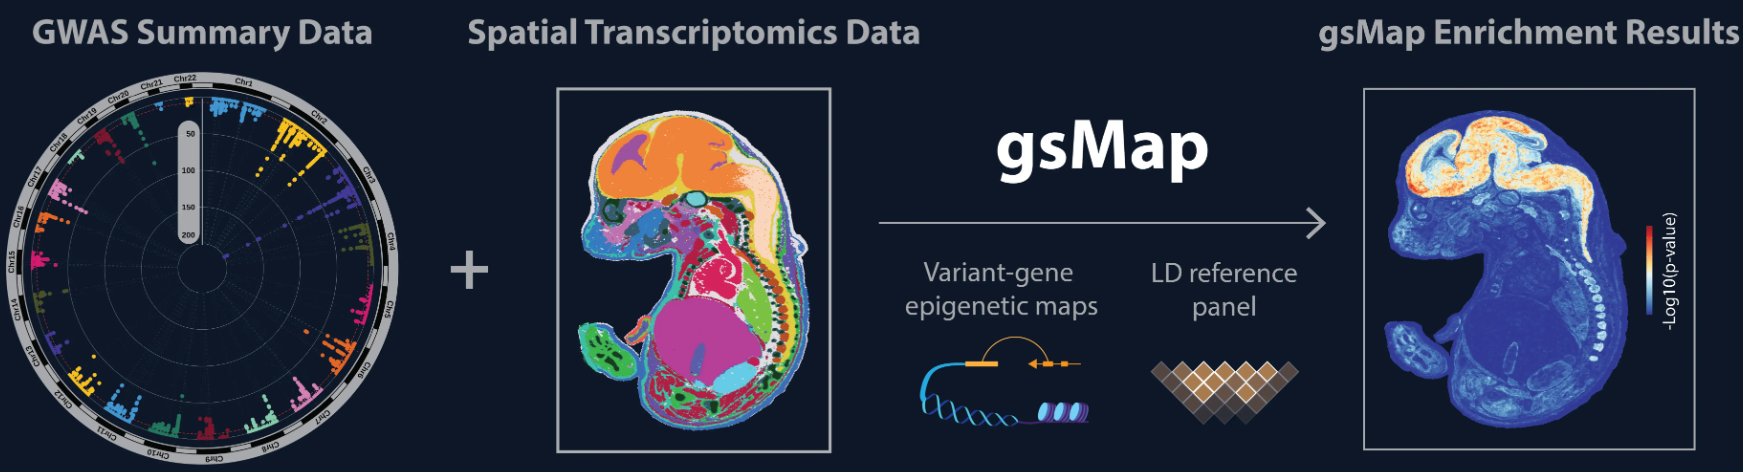 GWAS Summary Data
Spatial Transcriptomics Data
gsMap Enrichment Results
Chr1
Chr2
Chr3
Chr4
Chr5
Chr6
Chr7
Chr8
Chr9
Chr10
Chr11
Chr12
Chr13
Chr14
Chr15
Chr16
Chr17
Chr18
Chr19
Chr20
Chr21
Chr22
50
100
150
200
+
gsMap
Variant-gene
epigenetic maps
LD reference
panel
-Log10(p-value)